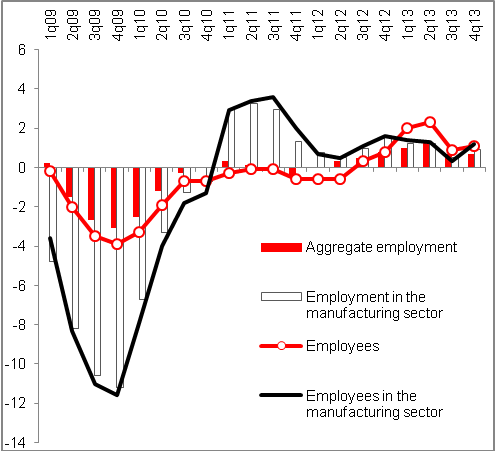 1q09 2q09 3q09 4q09 1q10 2q10 3q10 4q10 1q11 2q11 3q11 4q11 1q12 2q12 3q12 4q12 1q13 2q13 3q13 4q13
6
4
2
0
-2
-4
-6
-8
-10
-12
-14
Aggregate employment
Employment in the
manufacturing sector
Employees
Employees in the
manufacturing sector